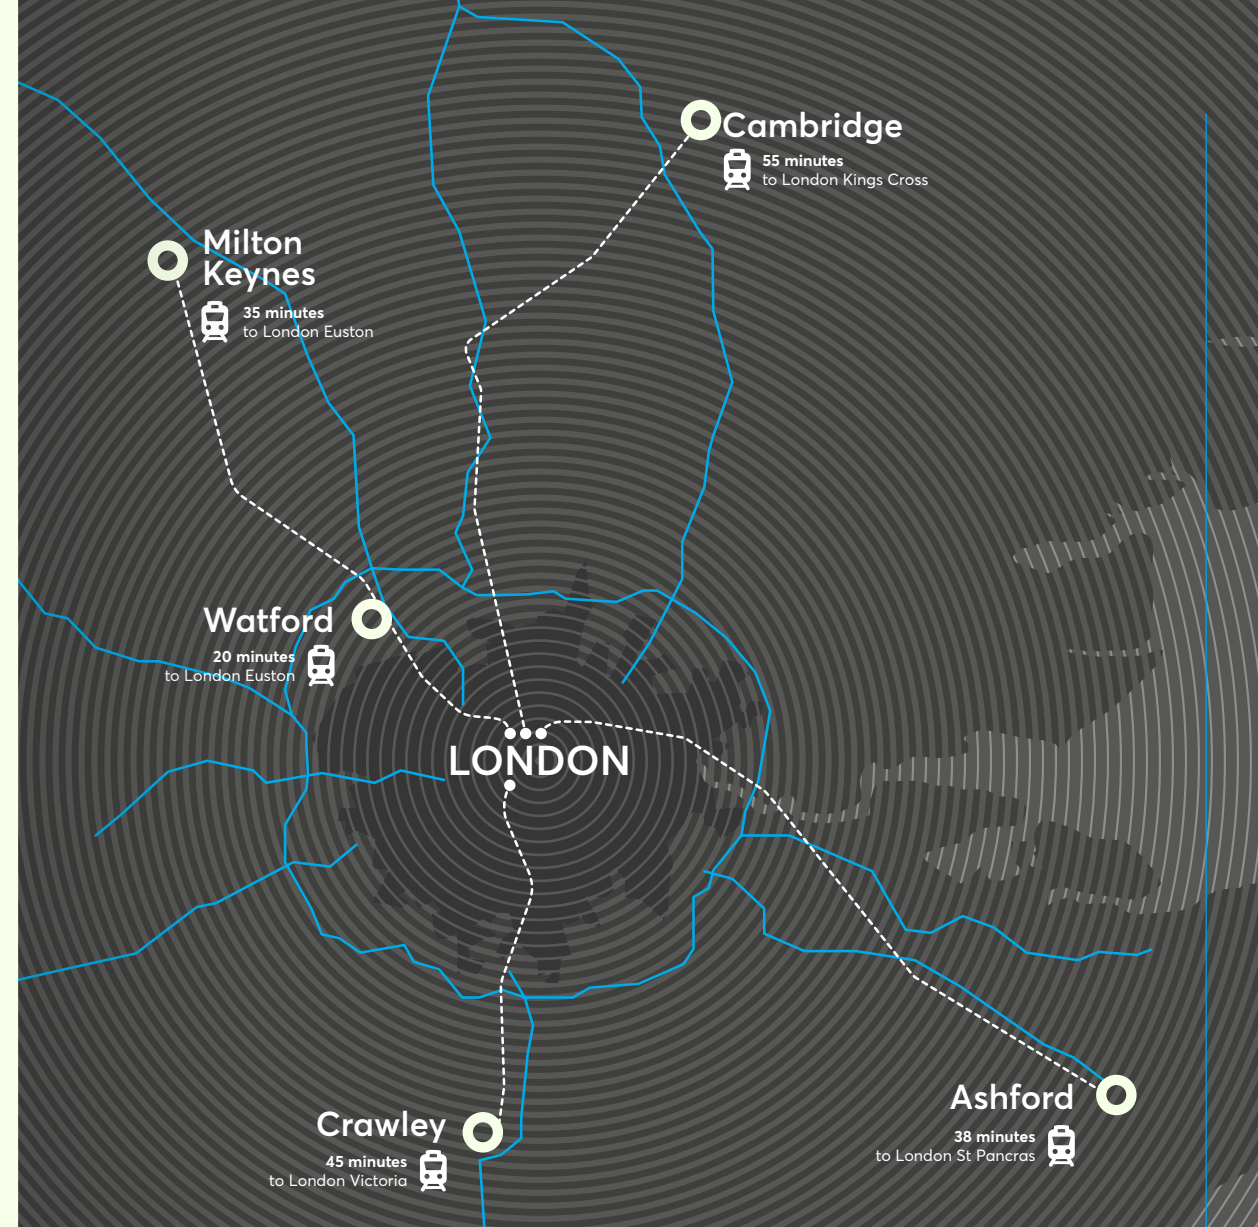 Cambridge
55 minutes
to London Kings Cross
Milton
Keynes
35 minutes
to London Euston
Watford
20 minutes
to London Euston
LONDON
Crawley
45 minutes
to London Victoria
Ashford
38 minutes
to London St Pancras